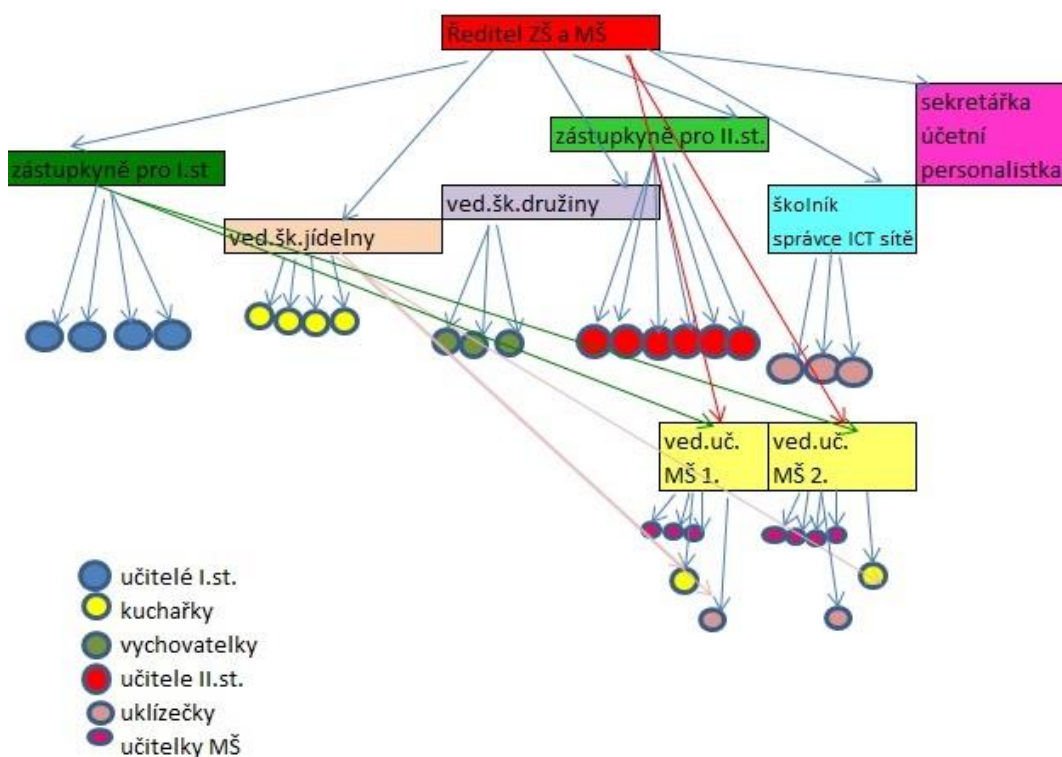 Ředitel ZŠ a MŠ
sekretářka
účetní
personalistka
zástupkyně pro II.st.
zástupkyně pro I.st
ved.šk.družiny
školník
správce ICT sítě
ved.šk.jídelny
ved.uč.
MŠ 1.
ved.uč.
MŠ 2.
učitelé I.st.
kuchařky
vychovatelky
učitele II.st.
uklízečky
učitelky MŠ